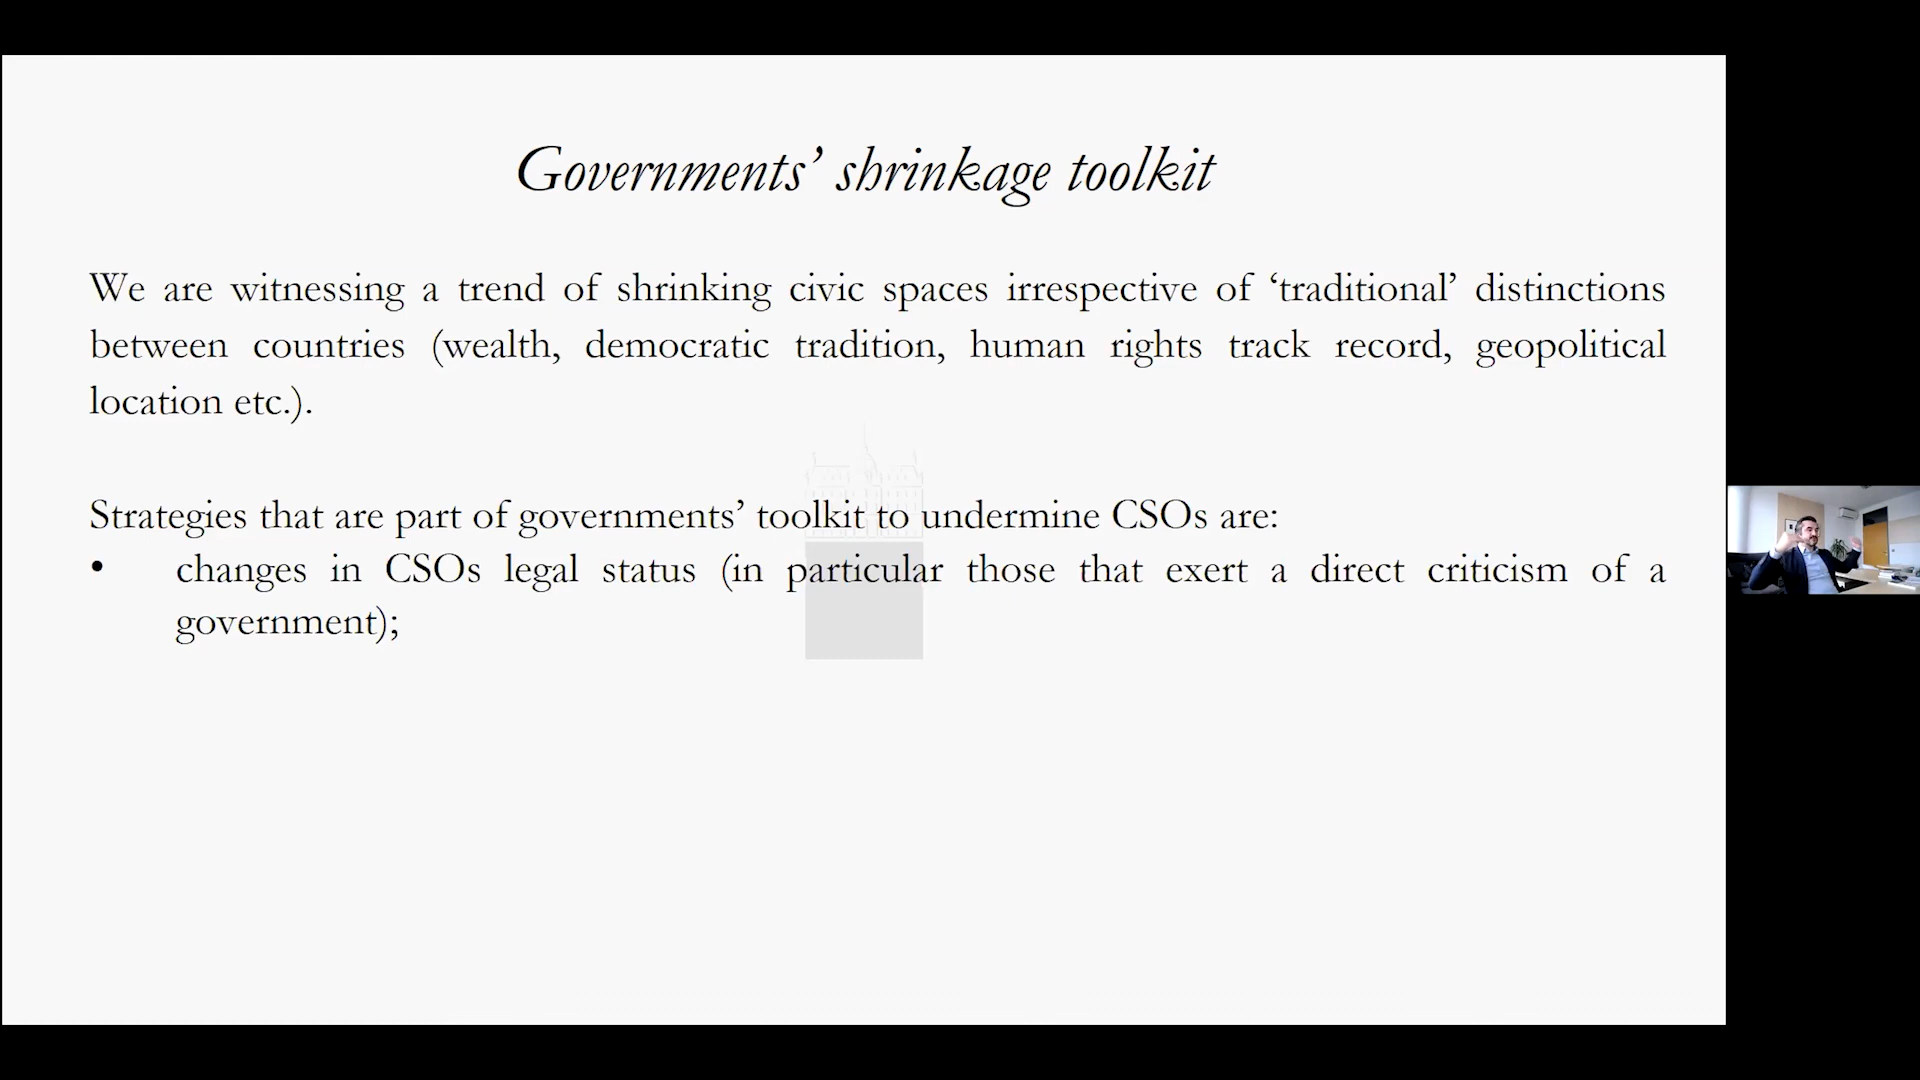 Governments’ shrinkage toolkit
We are witnessing a trend of shrinking civic spaces irrespective of ‘traditional’ distinctions
between countries (wealth, democratic tradition, human rights track record, geopolitical
location etc.).
Strategies that are part of governments’ toolkit to undermine CSOs are:
• changes in CSOs legal status (in particular those that exert a direct criticism of a
government);